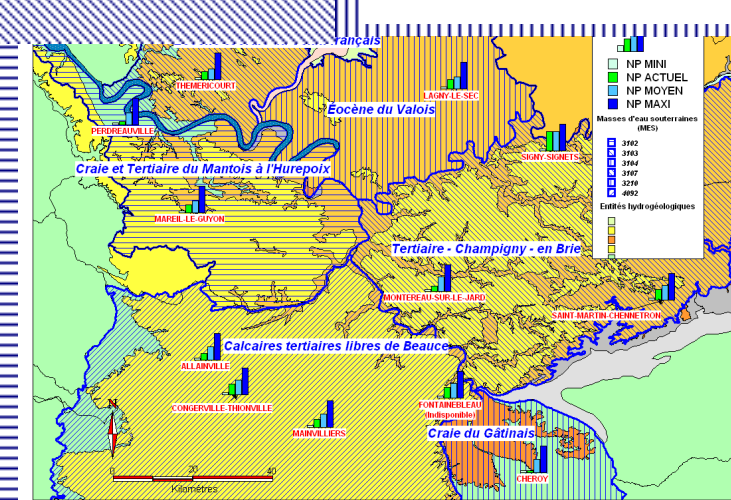 rançais
THEMERICOURT
LAGNY-LE-SEC
NP MINI
NP ACTUEL
NP MOYEN
NP MAXI
Masses d'eau souterraines
(MES)
3102
3103
3104
3107
3210
4092
Entités hydrogéologiques
Eocène du Valois
PERDREAUVILLE
SIGNY-SIGNETS
Craie et Tertiaire du Mantois à l'Hurepoix
MAREIL-LE-GUYON
Tertiaire - Champigny - en Brie
MONTEREAU-SUR-LE-JARD
SAINT-MARTIN-CHENNETRON
Calcaires tertiaires libres de Beauce
ALLAINVILLE
CONGERVILLE-THIONVILLE
FONTAINEBLEAU
(Indisponible)
MAINVILLIERS
Craie du Gâtinais
CHEROY
N
0 20 40
Kilomètres